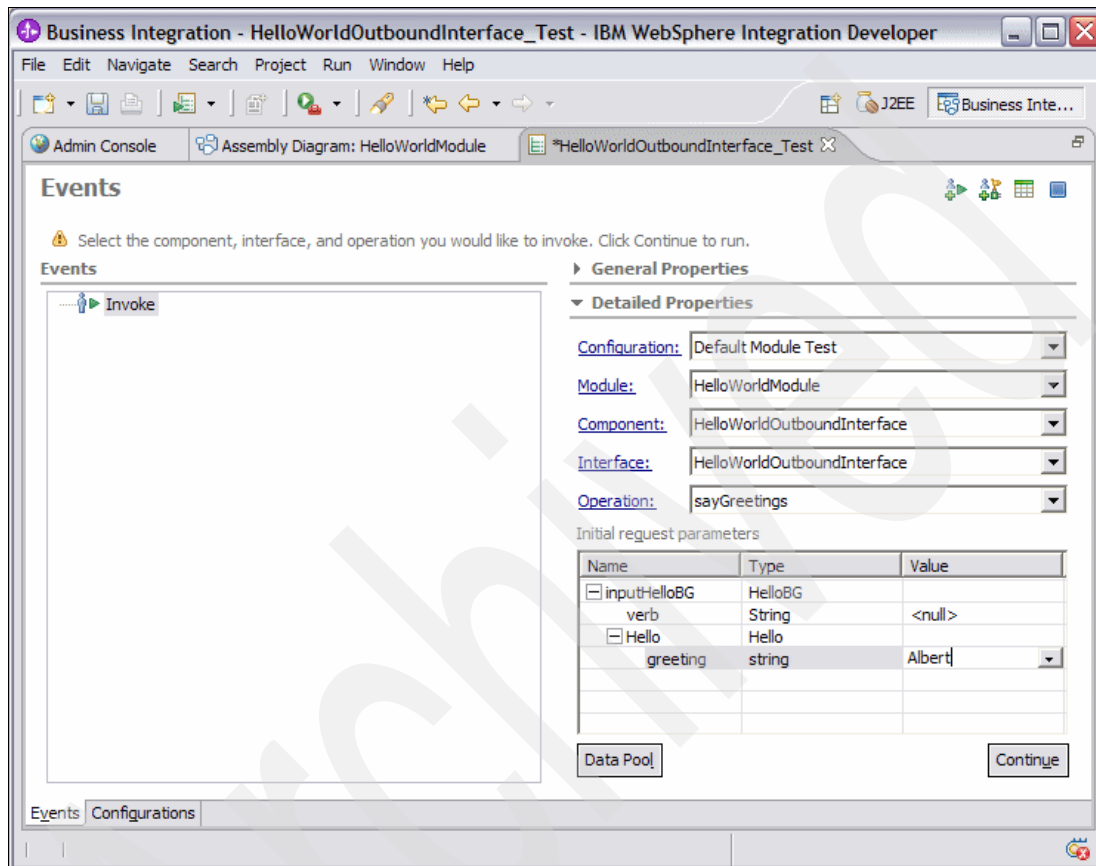 Business Integration - HelloWorldOutboundInterface_Test - IBM WebSphere Integration Developer
File Edit Navigate Search Project Run Window Help
J2EE Business Inte...
Admin Console Assembly Diagram: HelloWorldModule *HelloWorldOutboundInterface_Test
Events
Select the component, interface, and operation you would like to invoke. Click Continue to run.
Events
Invoke
General Properties
Detailed Properties
Configuration: Default Module Test
Module: HelloWorldModule
Component: HelloWorldOutboundInterface
Interface: HelloWorldOutboundInterface
Operation: sayGreetings
Initial request parameters
Name Type Value
inputHelloBG HelloBG
verb String <null>
Hello Hello
greeting string Albert
Data Pool Continue
Events Configurations
Archived